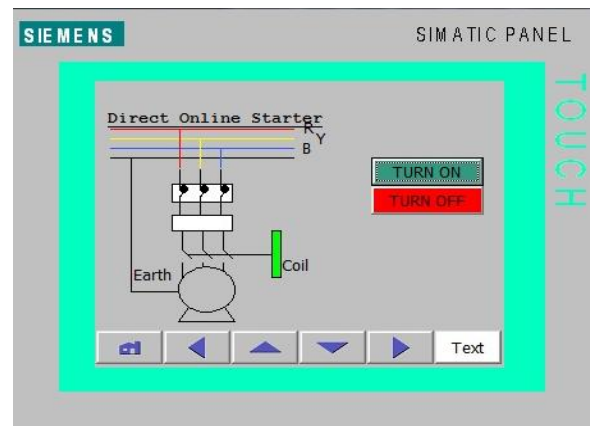 SIEMENS
SIMATIC PANEL
TOUCH
Direct Online Starter
R
Y
B
TURN ON
TURN OFF
Coil
Earth
Text